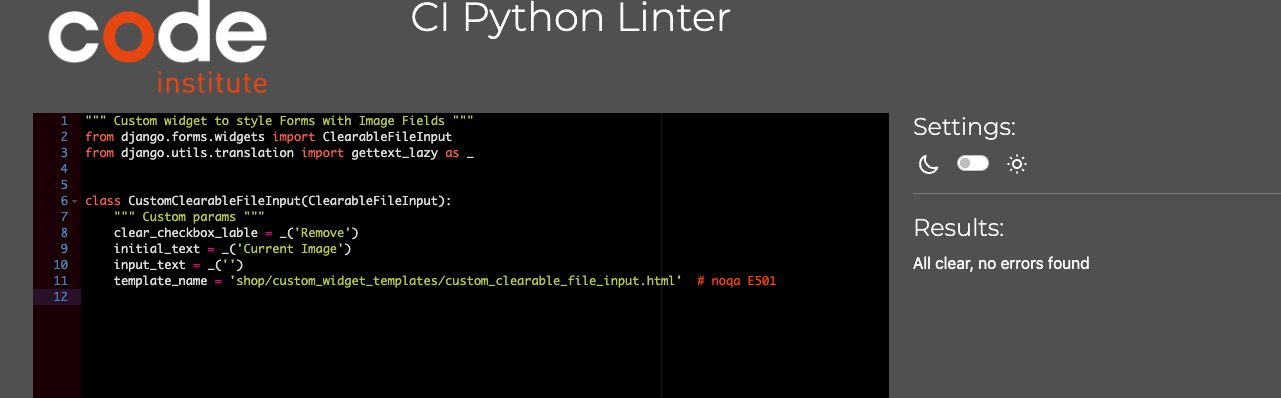 code
institute
CI Python Linter
1 """ Custom widget to style Forms with Image Fields """
2 from django.forms.widgets import ClearableFileInput
3 from django.utils.translation import gettext_lazy as _
4
5
6 class CustomClearableFileInput(ClearableFileInput):
7 """ Custom params """
8 clear_checkbox_lable = _('Remove')
9 initial_text = _('Current Image')
10 input_text = _('')
11 template_name = 'shop/custom_widget_templates/custom_clearable_file_input.html'  # noqa E501
12
Settings:
Results:
All clear, no errors found